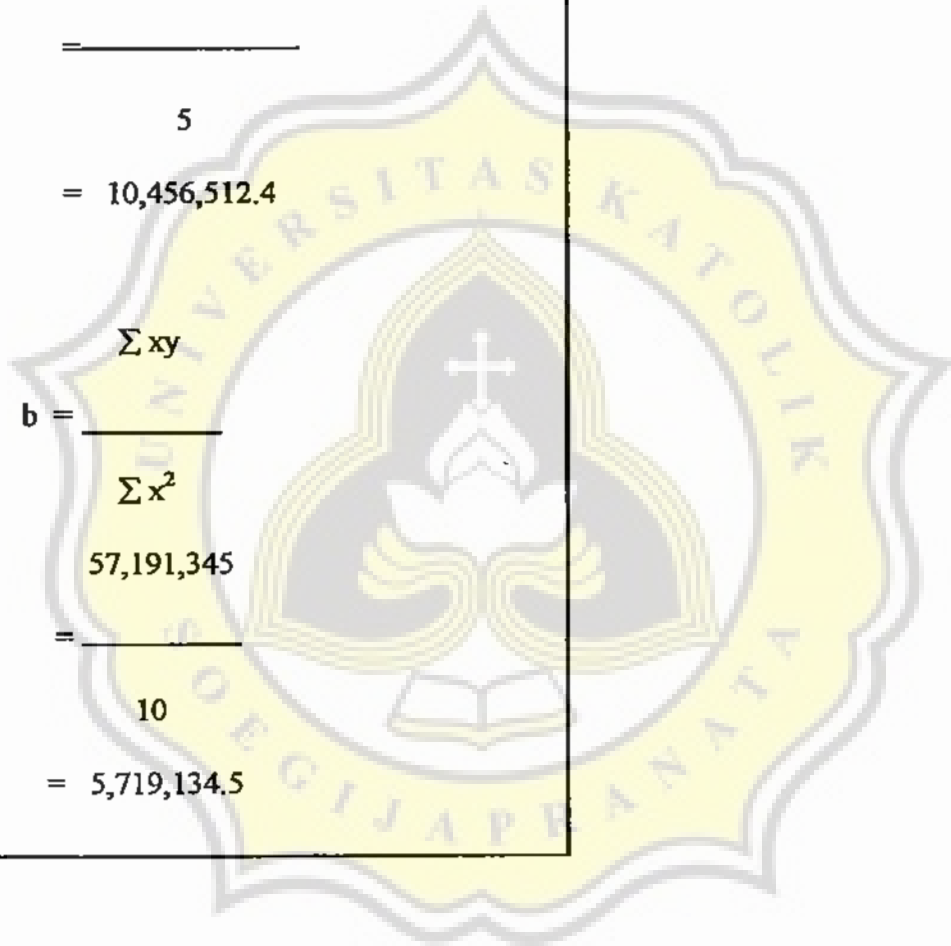 =
5
= 10,456,512.4
∑ xy
b =
∑ x²
57,191,345
=
10
= 5,719,134.5
UNIVERSITAS KATOLIK
SOEGIJAPRANATA